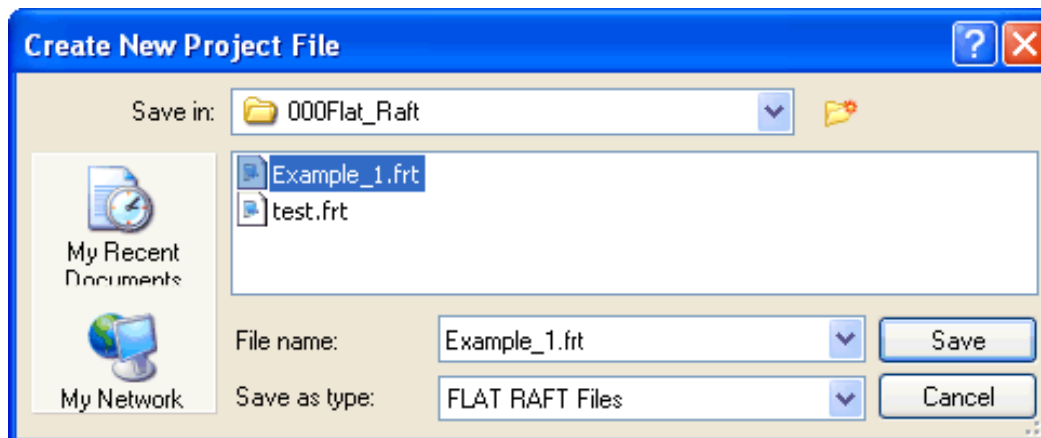 Create New Project File
Save in: 000Flat_Raft
Example_1.frt
test.frt
My Recent
Documents
My Network
File name: Example_1.frt Save
Save as type: FLAT RAFT Files Cancel